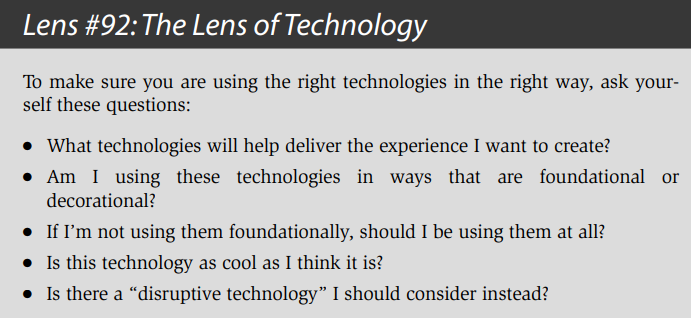 Lens #92: The Lens of Technology
To make sure you are using the right technologies in the right way, ask your-
self these questions:
● What technologies will help deliver the experience I want to create?
● Am I using these technologies in ways that are foundational or
decorational?
● If I’m not using them foundationally, should I be using them at all?
● Is this technology as cool as I think it is?
● Is there a “disruptive technology” I should consider instead?